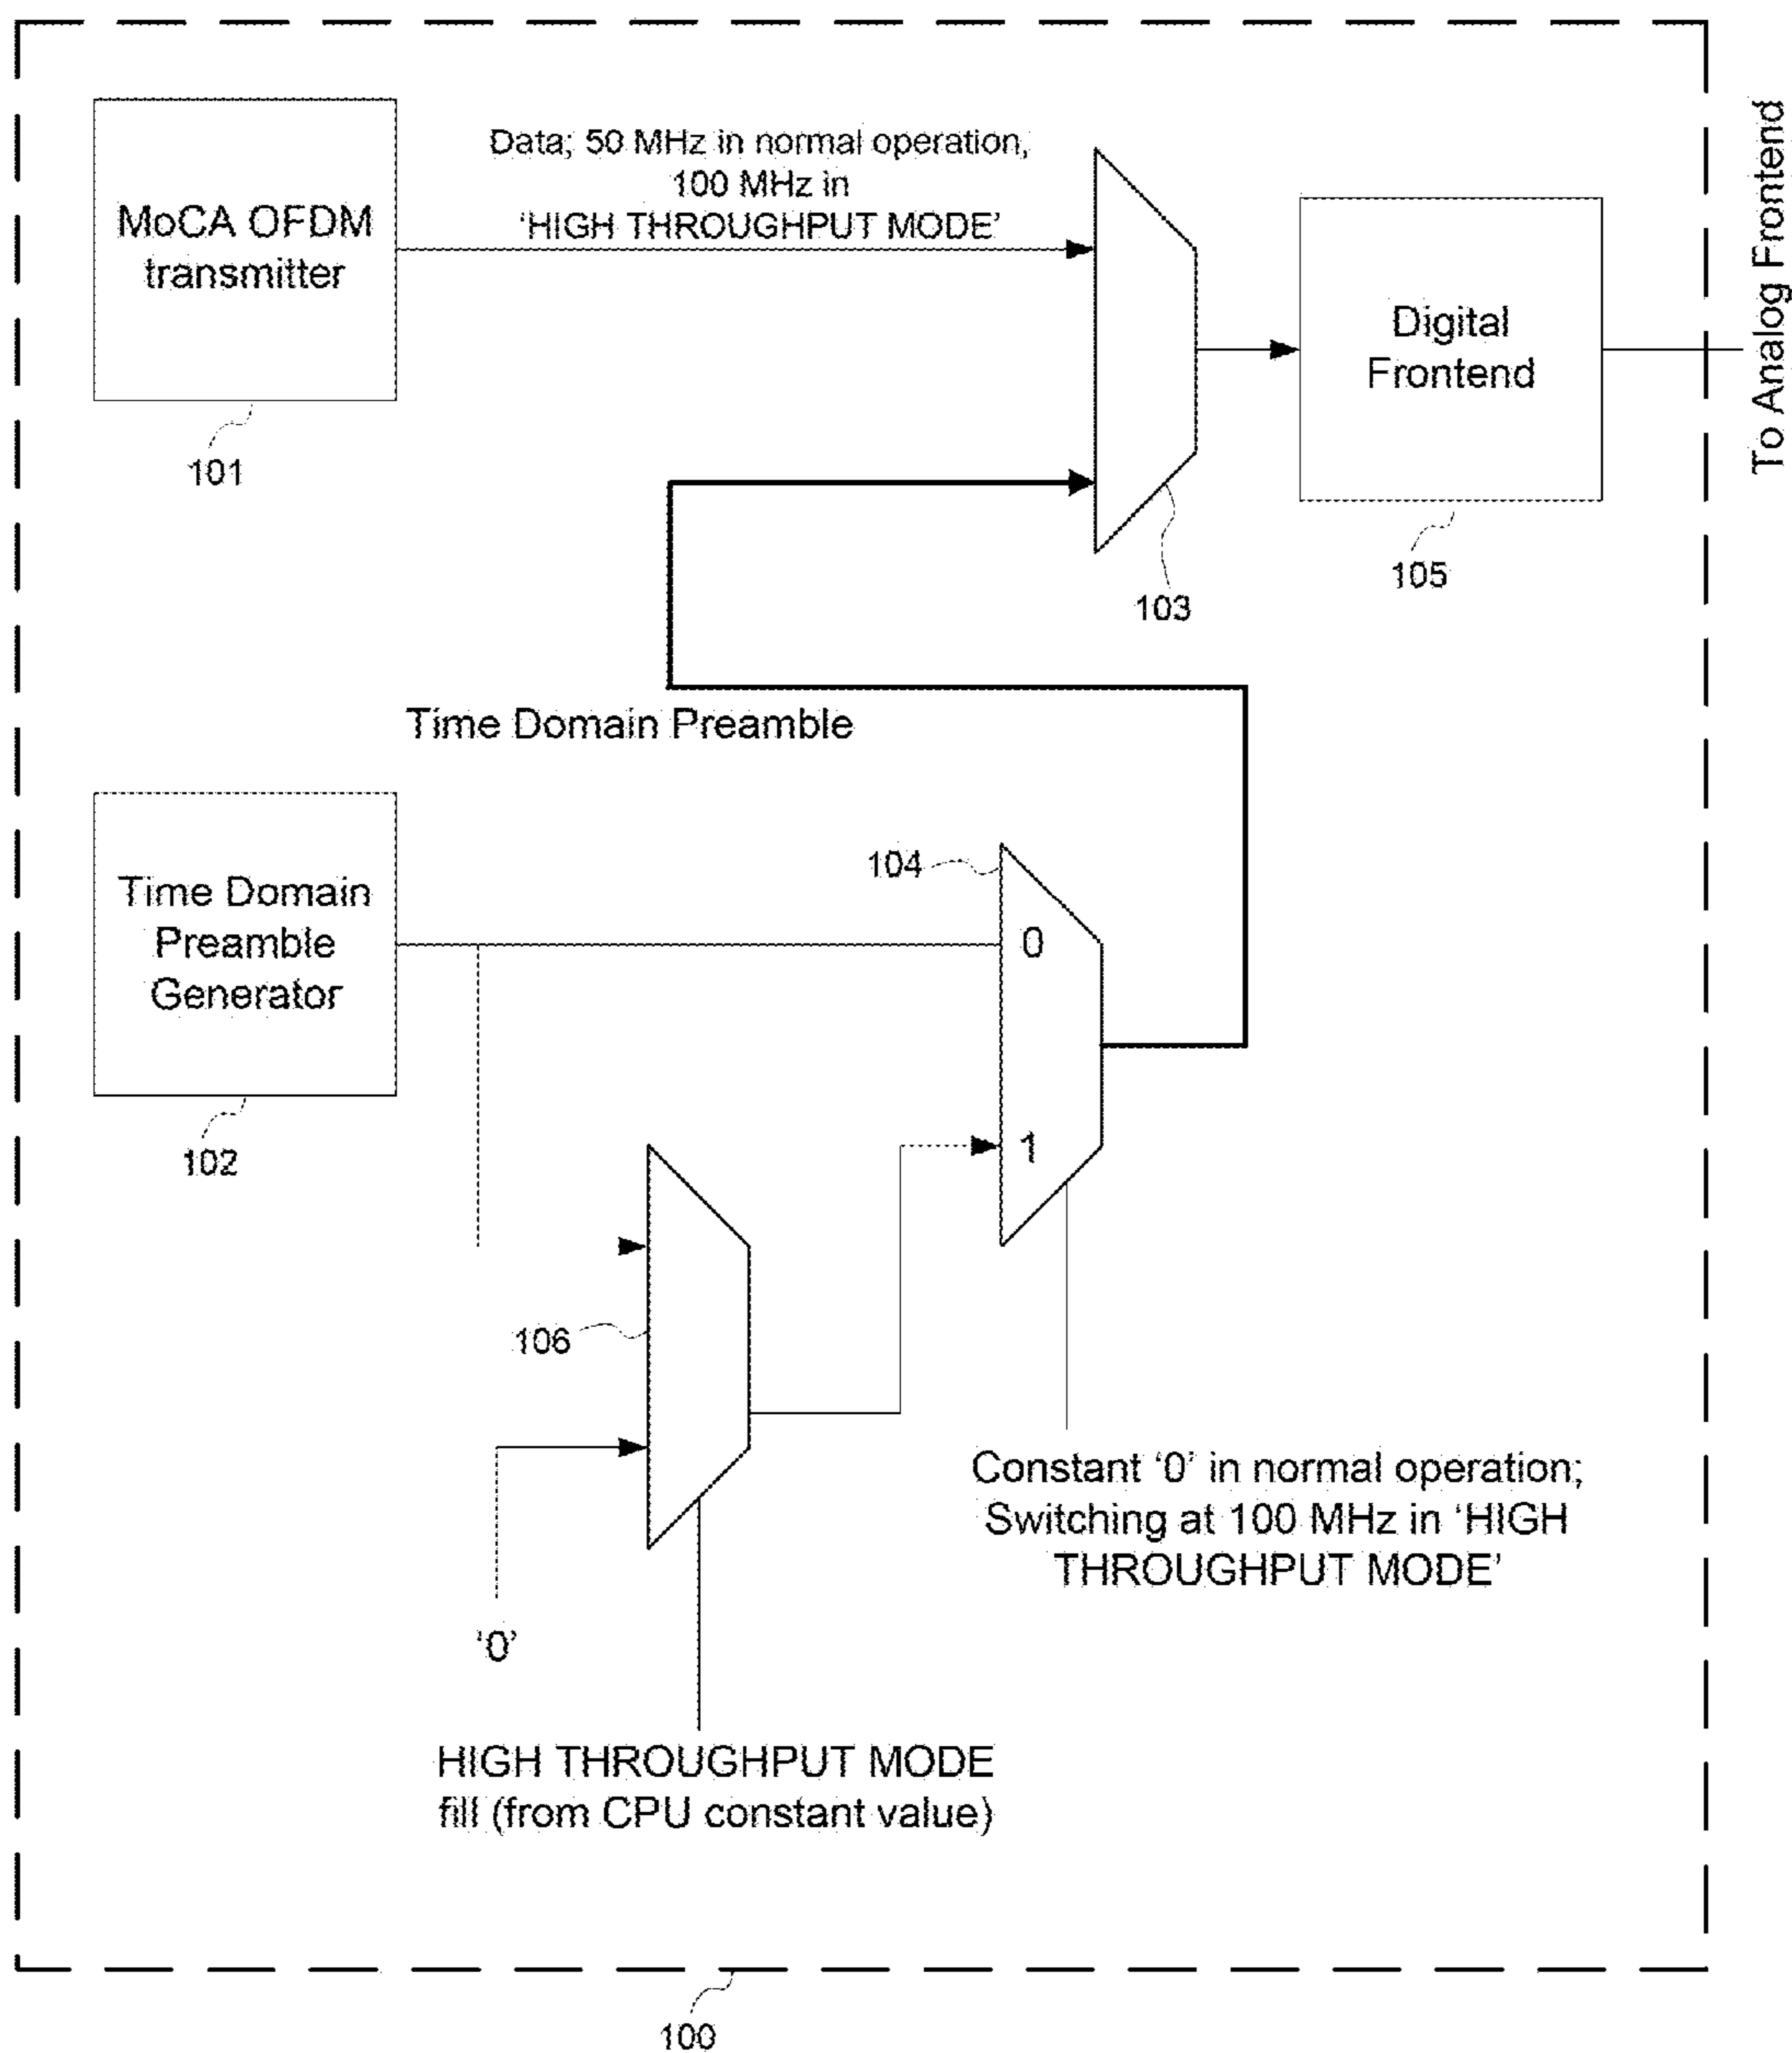 MoCA OFDM
transmitter
101
Data; 50 MHz in normal operation,
100 MHz in
‘HIGH THROUGHPUT MODE’
103
Digital
Frontend
105
To Analog Frontend
Time Domain Preamble
Time Domain
Preamble
Generator
102
104
0
1
106
‘0’
Constant ‘0’ in normal operation;
Switching at 100 MHz in ‘HIGH
THROUGHPUT MODE’
HIGH THROUGHPUT MODE
fill (from CPU constant value)
100